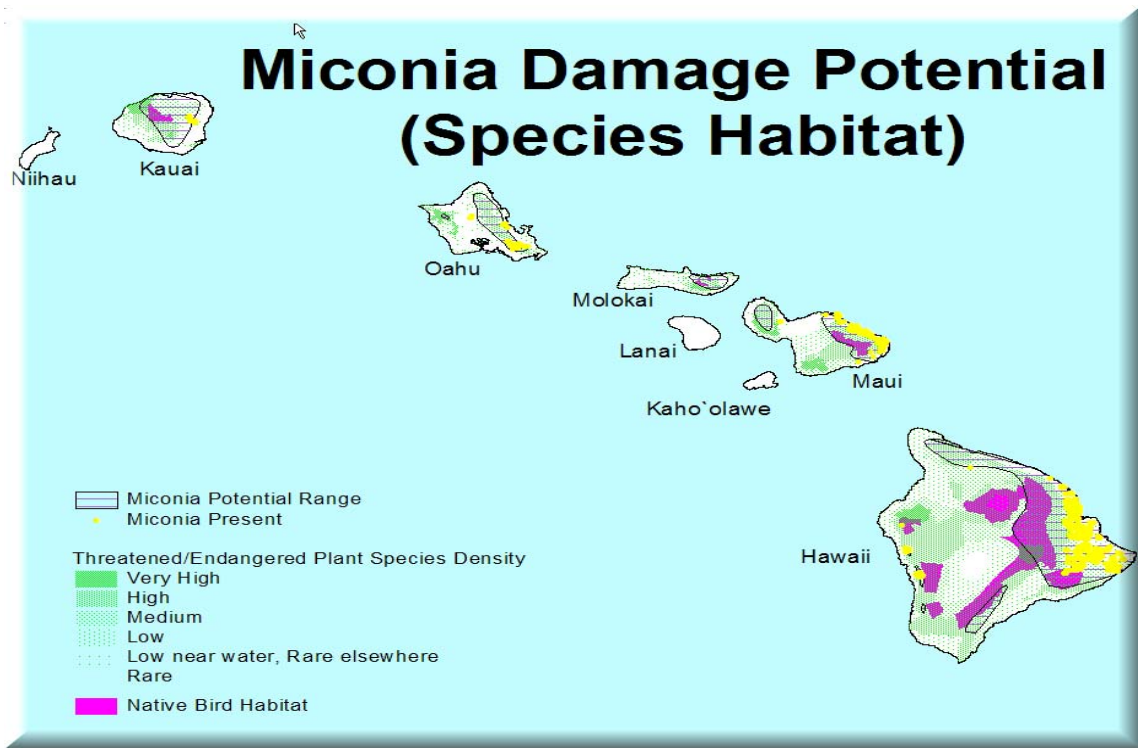 Miconia Damage Potential
(Species Habitat)
Niihau
Kauai
Oahu
Molokai
Lanai
Maui
Kaho`olawe
Hawaii
Miconia Potential Range
Miconia Present
Threatened/Endangered Plant Species Density
Very High
High
Medium
Low
Low near water, Rare elsewhere
Rare
Native Bird Habitat